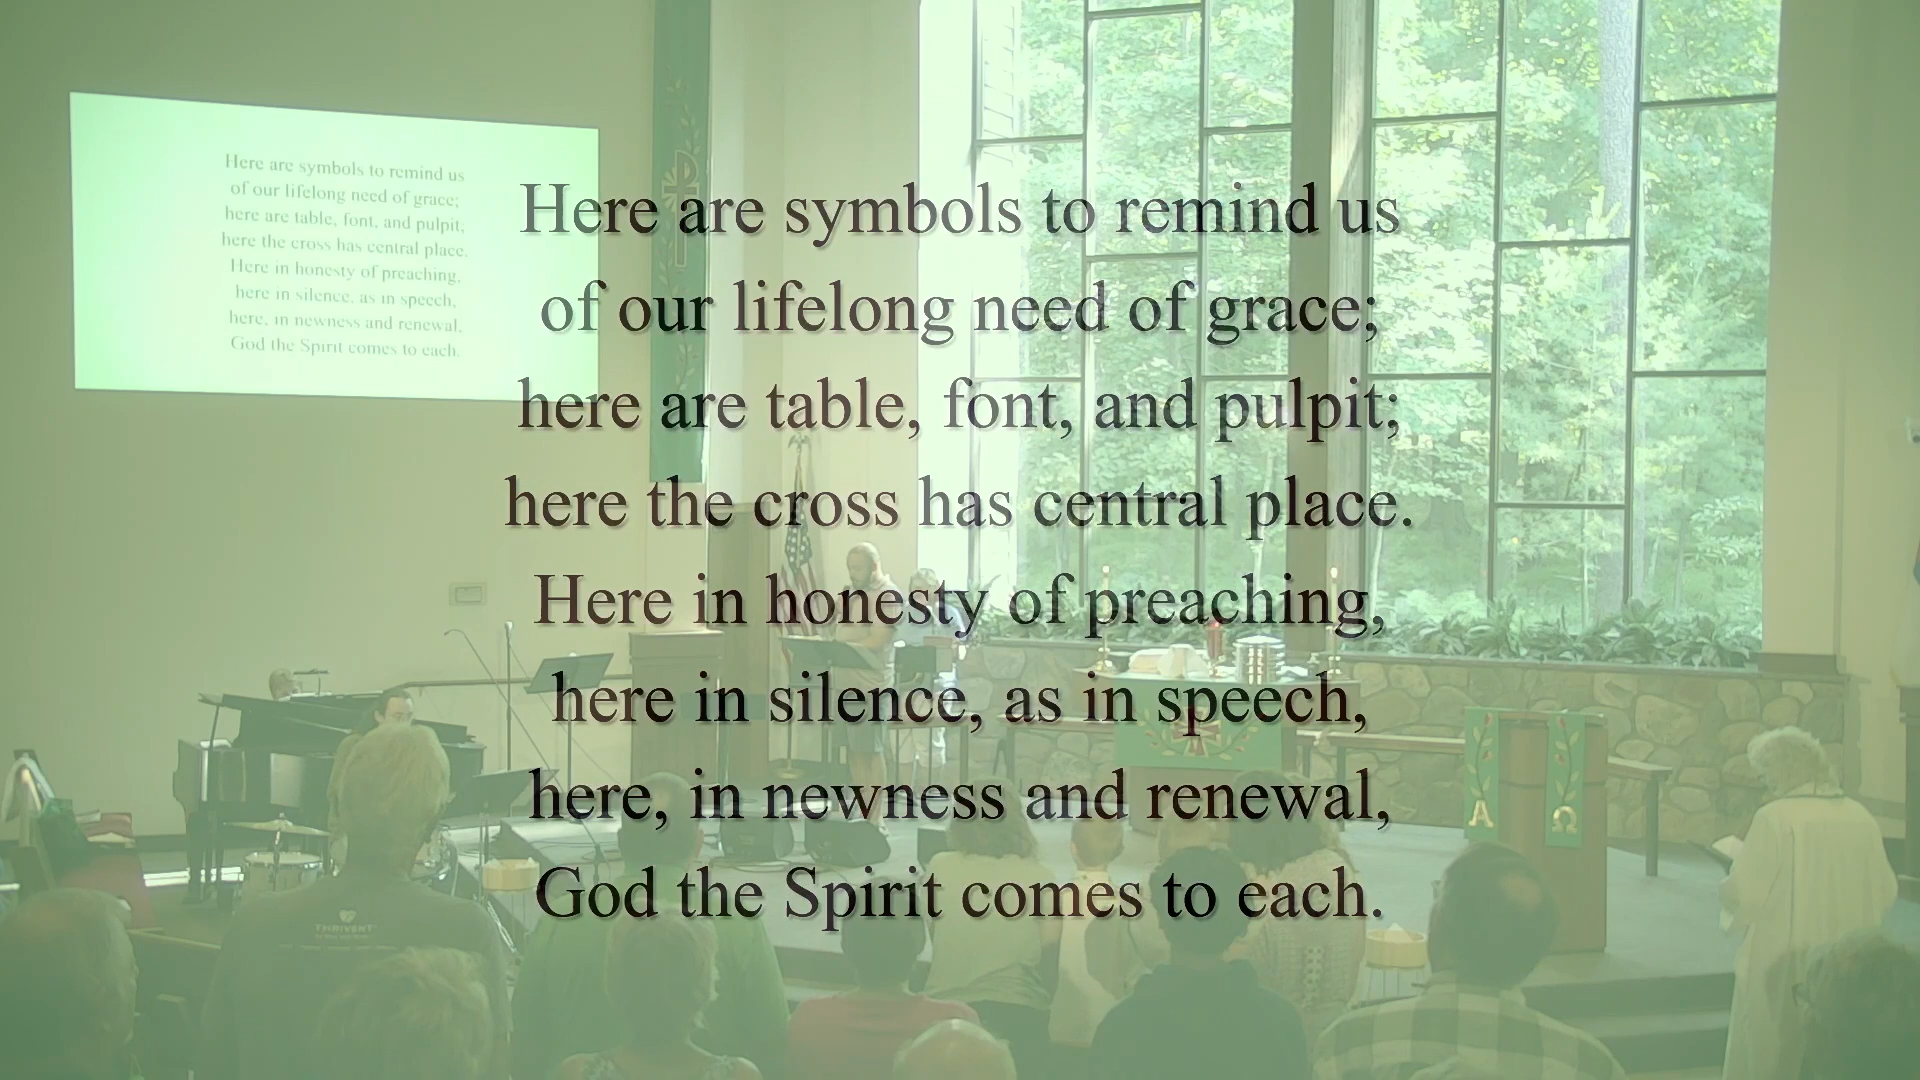 Here are symbols to remind us
of our lifelong need of grace;
here are table, font, and pulpit;
here the cross has central place.
Here in honesty of preaching,
here in silence, as in speech,
here, in newness and renewal,
God the Spirit comes to each.
Here are symbols to remind us
of our lifelong need of grace;
here are table, font, and pulpit;
here the cross has central place.
Here in honesty of preaching,
here in silence, as in speech,
here, in newness and renewal,
God the Spirit comes to each.
THRIVENT
Α Ω